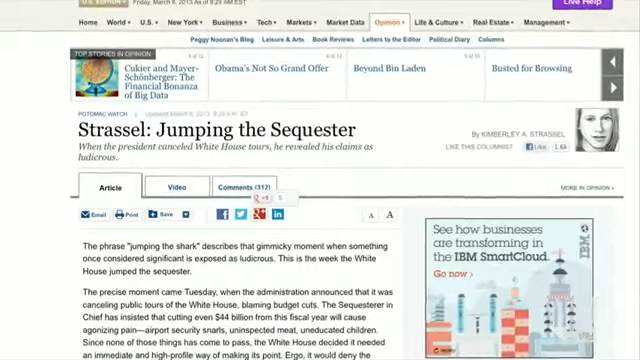 U.S. EDITION
Friday, March 8, 2013 As of 9:29 AM EST
Live Help
Home World U.S. New York Business Tech Markets Market Data Opinion Life & Culture Real Estate Management
Peggy Noonan's Blog Leisure & Arts Book Reviews Letters to the Editor Political Diary Columns
TOP STORIES IN OPINION
Cukier and Mayer-
Schönberger: The
Financial Bonanza
of Big Data
Obama's Not So Grand Offer
Beyond Bin Laden
Busted for Browsing
POTOMAC WATCH
Strassel: Jumping the Sequester
When the president canceled White House tours, he revealed his claims as
ludicrous.
By KIMBERLEY A. STRASSEL
LIKE THIS COLUMNIST Like 1.6k
Article Video Comments (312)
MORE IN OPINION »
+1
Email Print Save
A A
The phrase "jumping the shark" describes that gimmicky moment when something
once considered significant is exposed as ludicrous. This is the week the White
House jumped the sequester.
The precise moment came Tuesday, when the administration announced that it was
canceling public tours of the White House, blaming budget cuts. The Sequesterer in
Chief has insisted that cutting even $44 billion from this fiscal year will cause
agonizing pain—airport security snarls, uninspected meat, uneducated children.
Since none of those things has come to pass, the White House decided it needed
an immediate and high-profile way of making its point. Ergo, it would deny the
See how businesses
are transforming in
the IBM SmartCloud.
Go now >
IBM